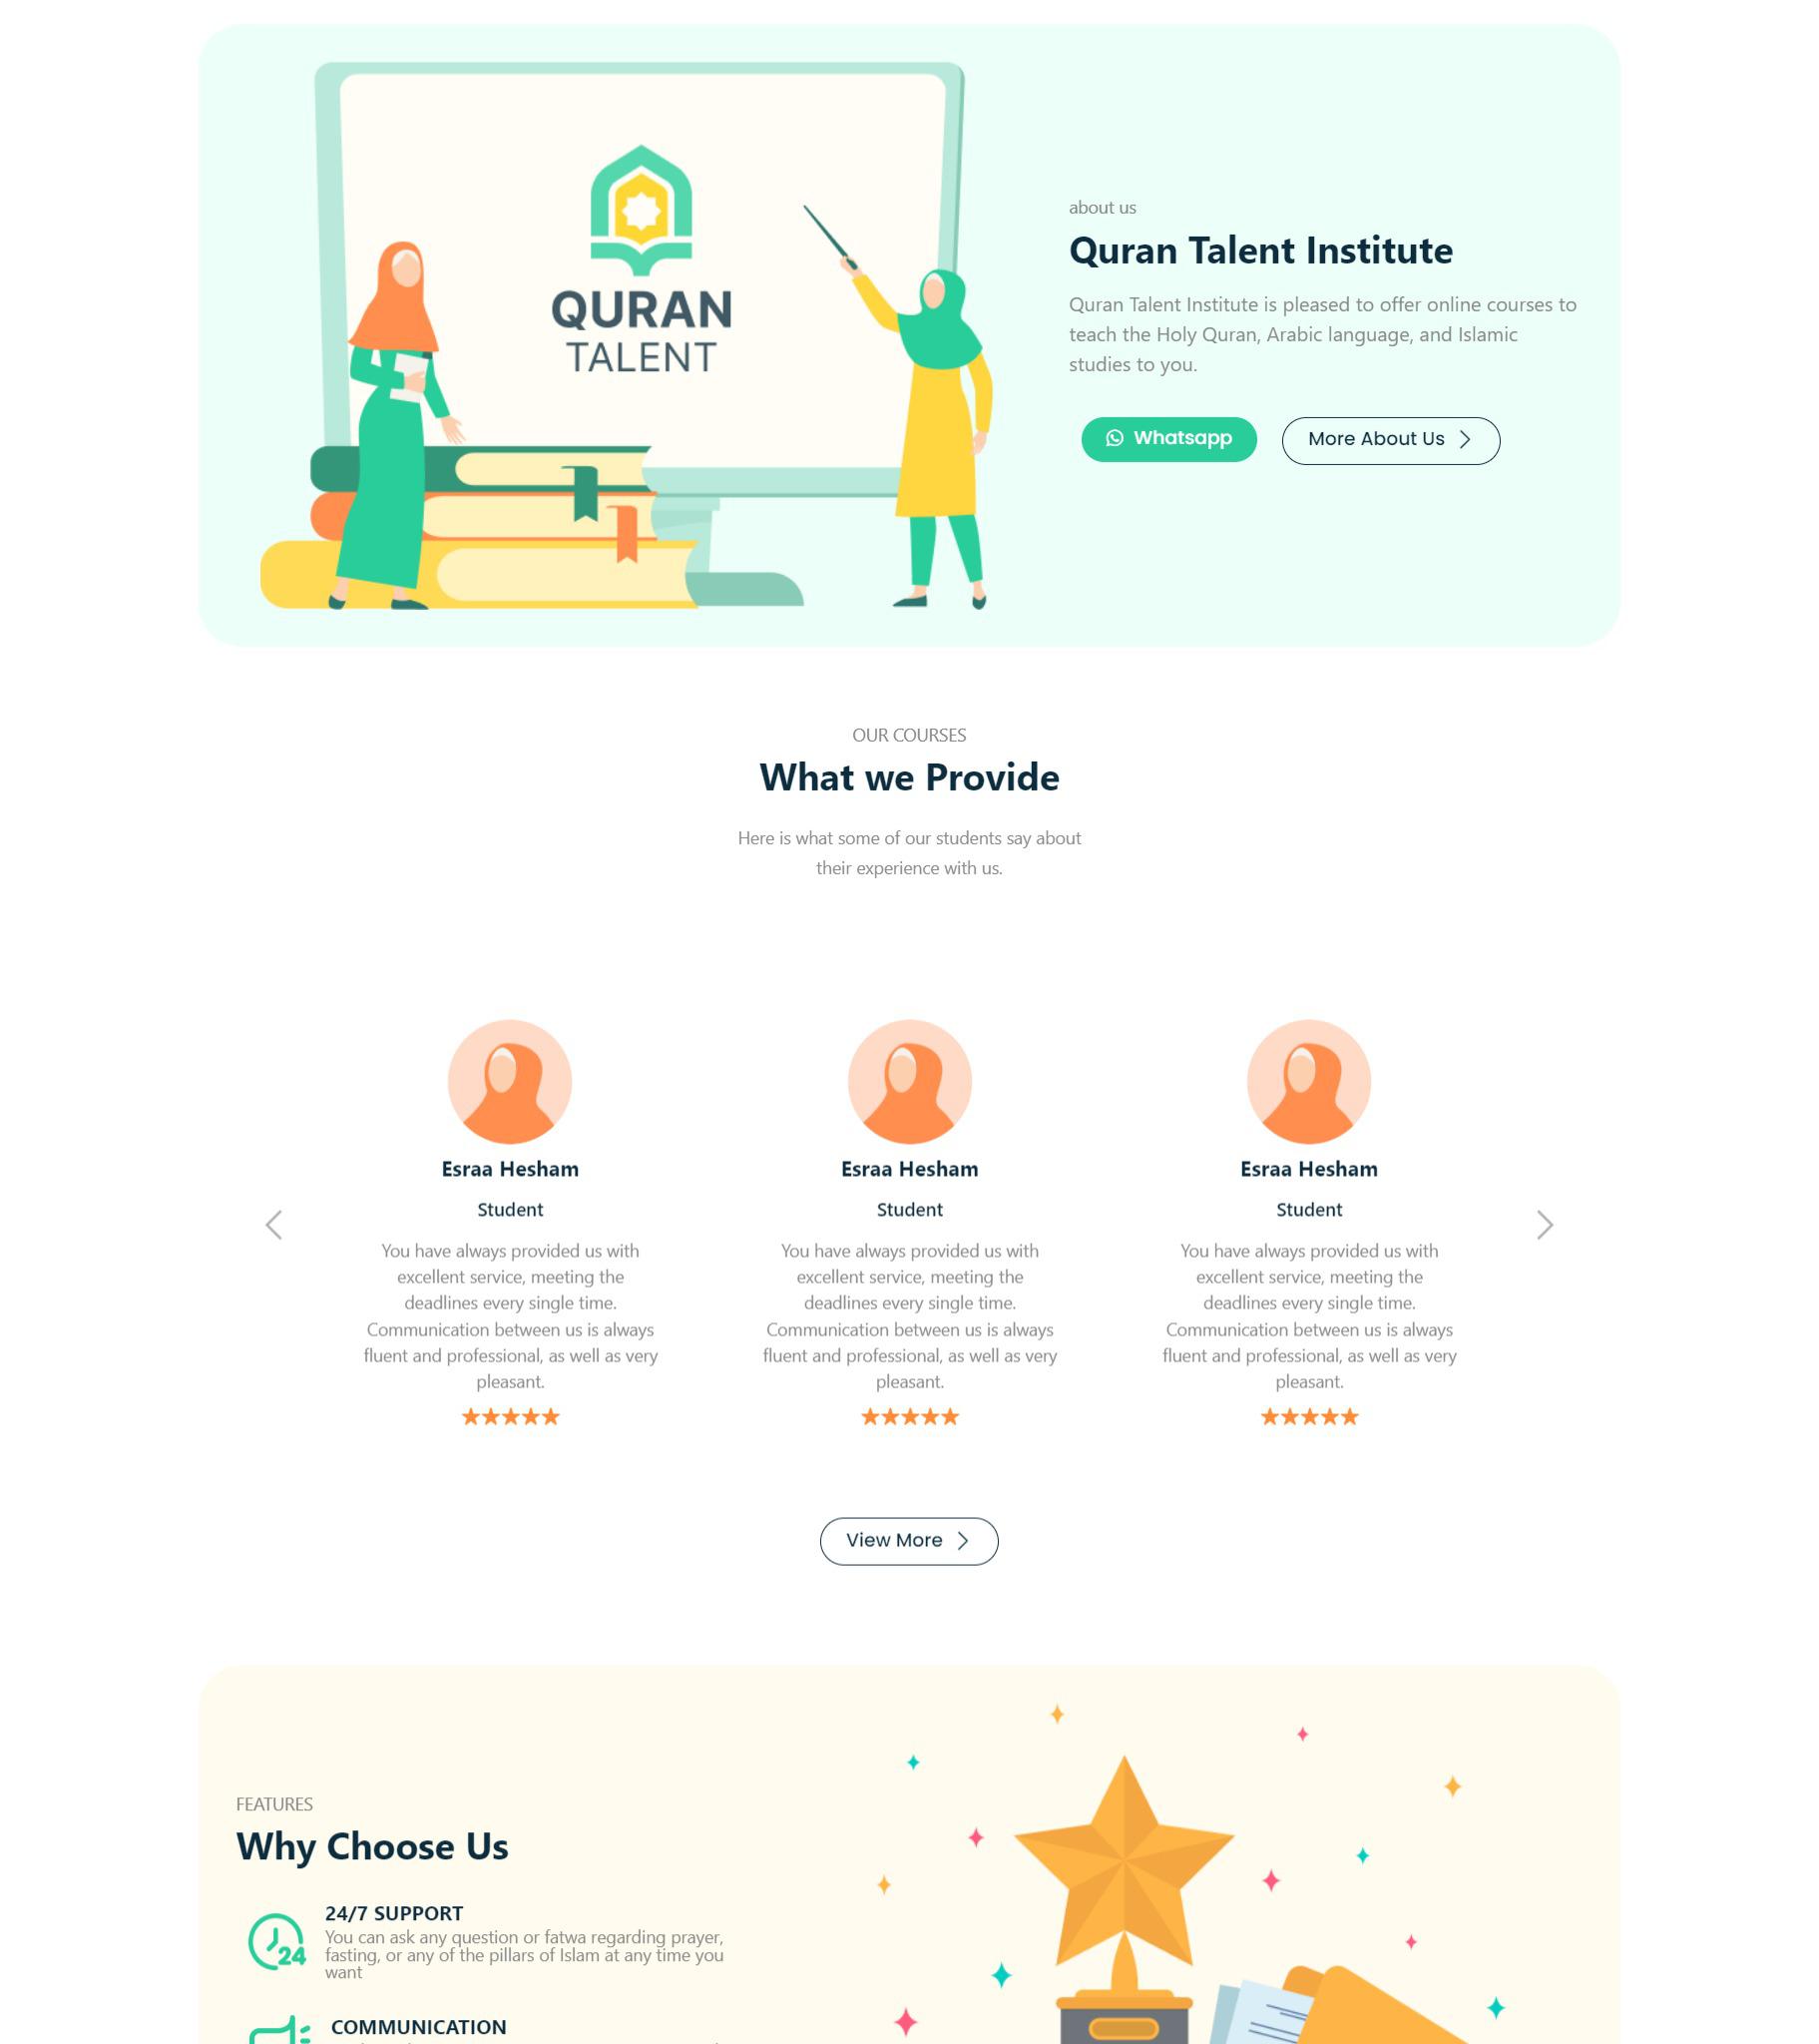 QURAN
TALENT
about us
Quran Talent Institute
Quran Talent Institute is pleased to offer online courses to
teach the Holy Quran, Arabic language, and Islamic
studies to you.
Whatsapp
More About Us
OUR COURSES
What we Provide
Here is what some of our students say about
their experience with us.
Esraa Hesham
Student
You have always provided us with
excellent service, meeting the
deadlines every single time.
Communication between us is always
fluent and professional, as well as very
pleasant.
Esraa Hesham
Student
You have always provided us with
excellent service, meeting the
deadlines every single time.
Communication between us is always
fluent and professional, as well as very
pleasant.
Esraa Hesham
Student
You have always provided us with
excellent service, meeting the
deadlines every single time.
Communication between us is always
fluent and professional, as well as very
pleasant.
View More
FEATURES
Why Choose Us
24
24/7 SUPPORT
You can ask any question or fatwa regarding prayer,
fasting, or any of the pillars of Islam at any time you
want
COMMUNICATION